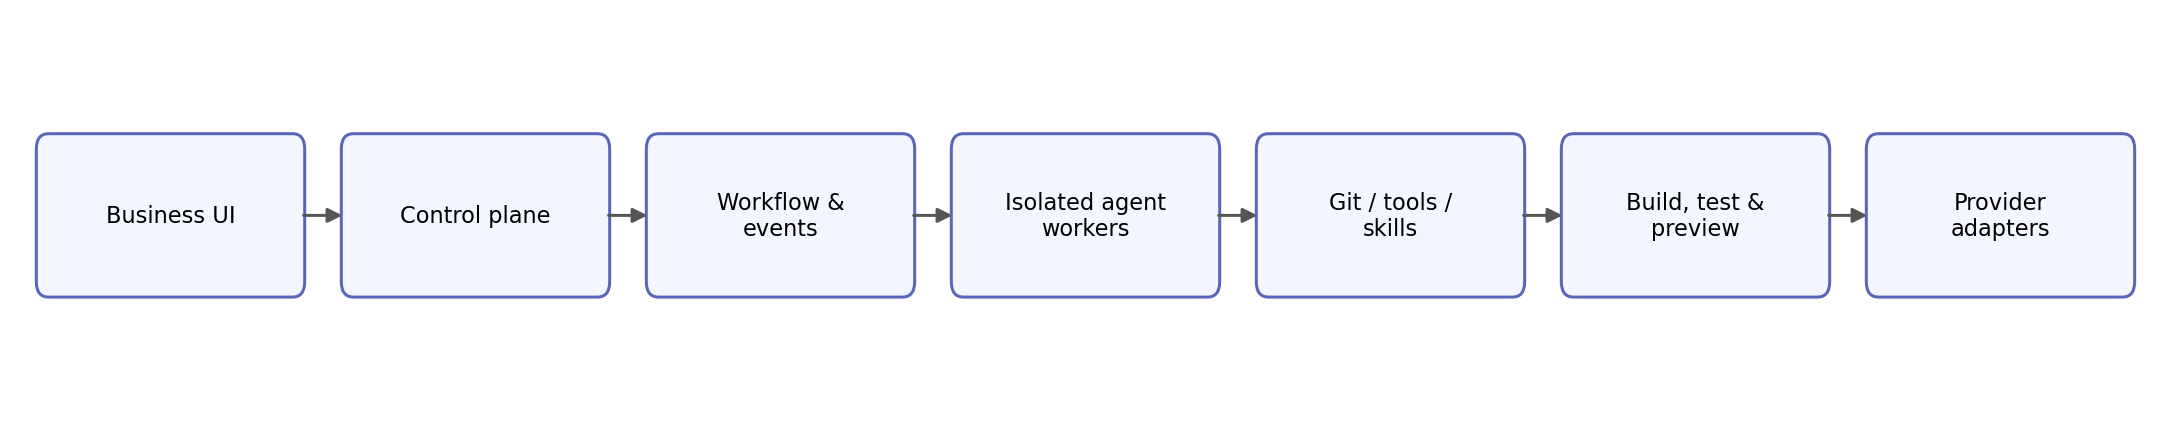 Business UI
Control plane
Workflow &
events
Isolated agent
workers
Git / tools /
skills
Build, test &
preview
Provider
adapters